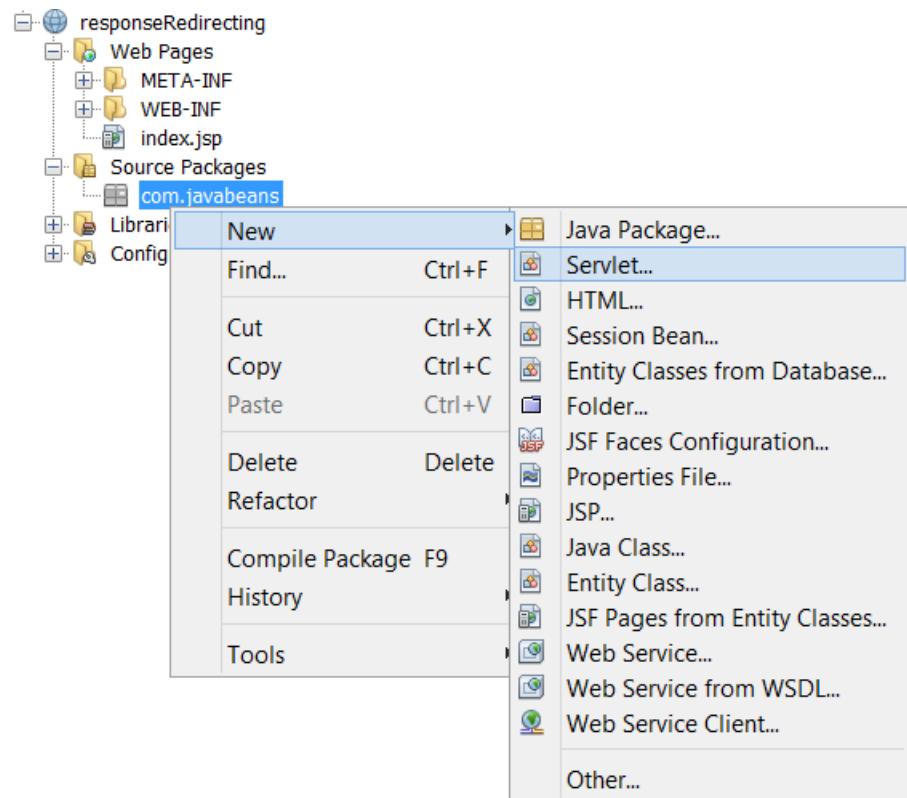 responseRedirecting
Web Pages
META-INF
WEB-INF
index.jsp
Source Packages
com.javabeans
Librari
Config
New
Find... Ctrl+F
Cut Ctrl+X
Copy Ctrl+C
Paste Ctrl+V
Delete Delete
Refactor
Compile Package F9
History
Tools
Java Package...
Servlet...
HTML...
Session Bean...
Entity Classes from Database...
Folder...
JSF Faces Configuration...
Properties File...
JSP...
Java Class...
Entity Class...
JSF Pages from Entity Classes...
Web Service...
Web Service from WSDL...
Web Service Client...
Other...